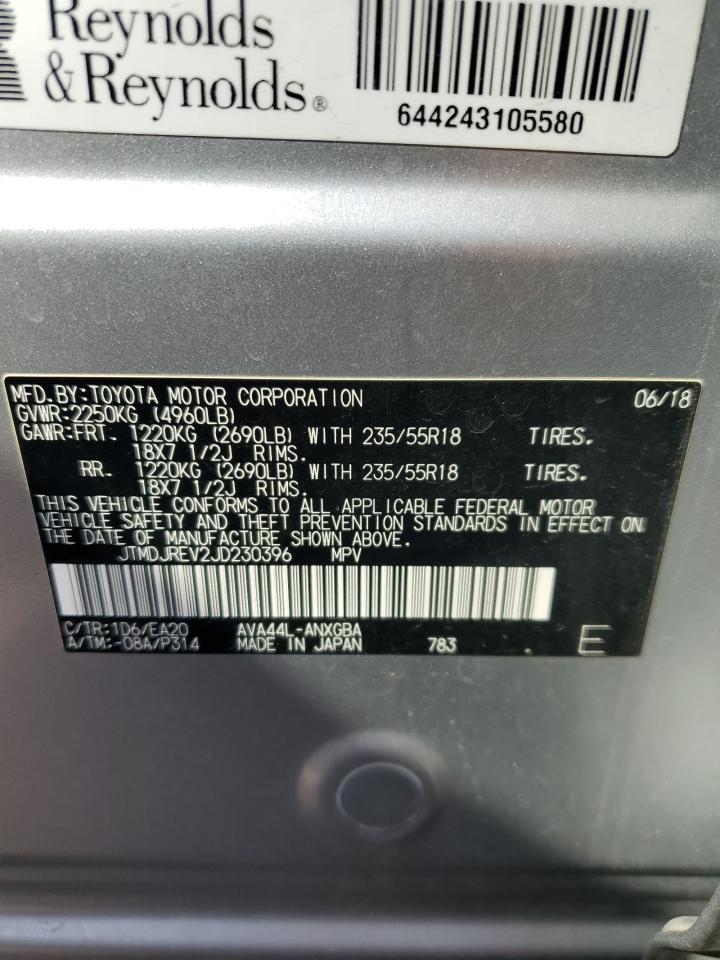 Reynolds
&Reynolds®
644243105580
MFD.BY:TOYOTA MOTOR CORPORATION 06/18
GVWR:2250KG (4960LB)
GAWR:FRT. 1220KG (2690LB) WITH 235/55R18 TIRES.
18X7 1/2J RIMS.
RR. 1220KG (2690LB) WITH 235/55R18 TIRES.
18X7 1/2J RIMS.
THIS VEHICLE CONFORMS TO ALL APPLICABLE FEDERAL MOTOR
VEHICLE SAFETY AND THEFT PREVENTION STANDARDS IN EFFECT ON
THE DATE OF MANUFACTURE SHOWN ABOVE.
JTMDJREV2JD230396 MPV
C/TR:1D6/EA20 AVA44L-ANXGBA
A/TM:-08A/P314 MADE IN JAPAN 783 E